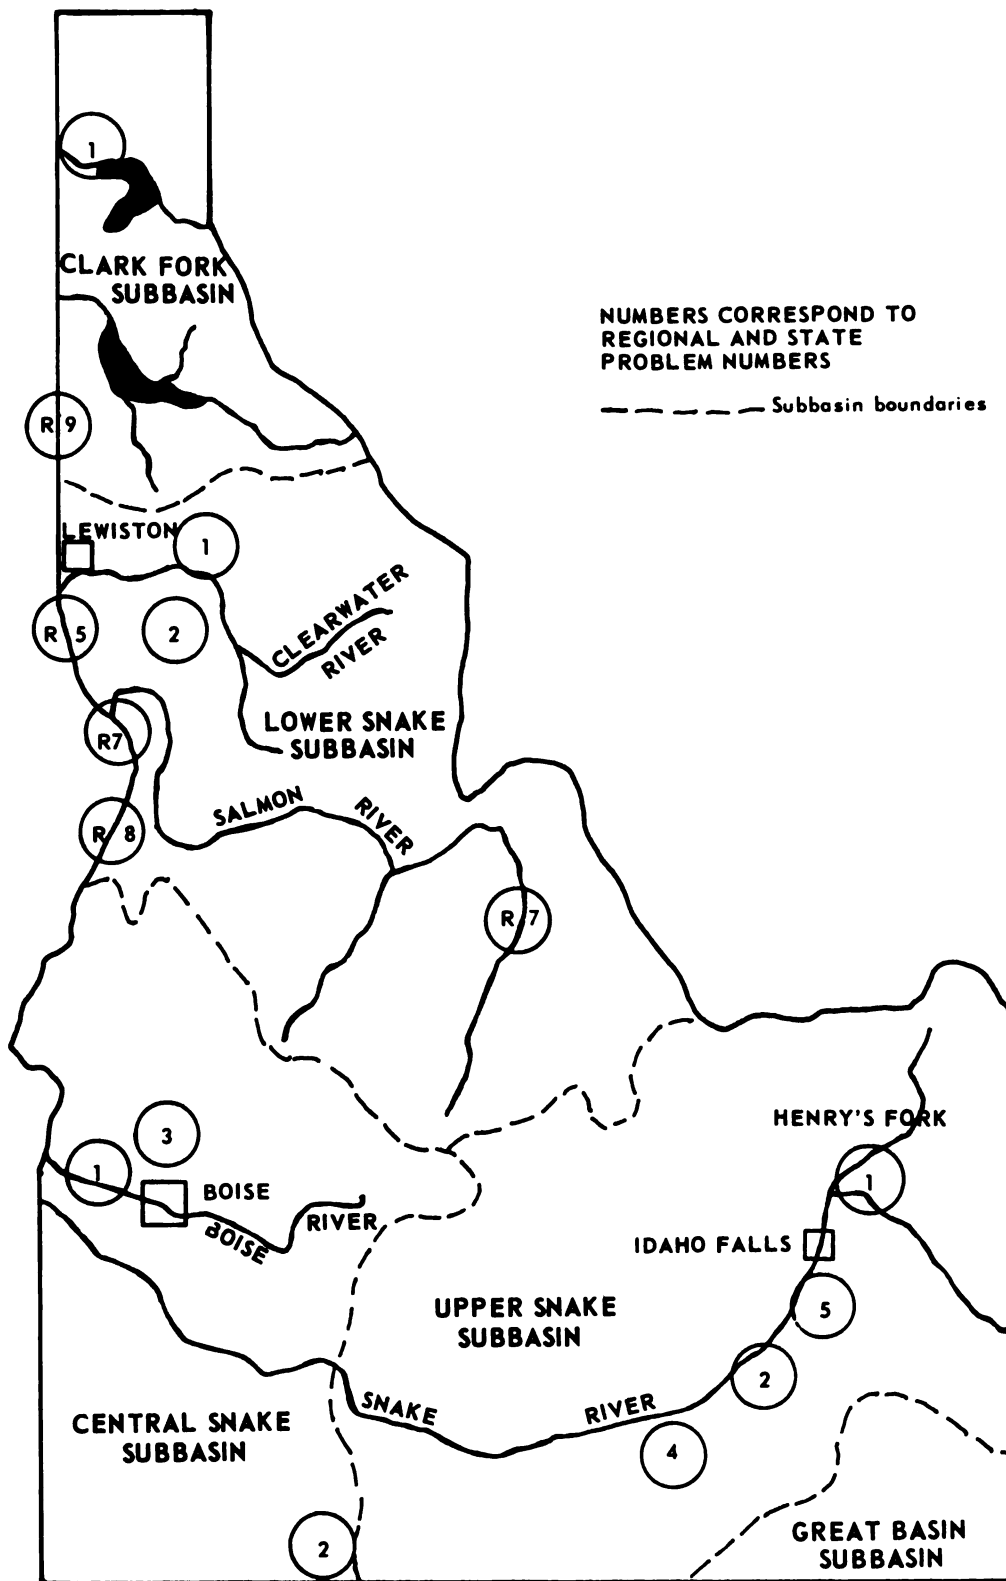 1
CLARK FORK
SUBBASIN
NUMBERS CORRESPOND TO
REGIONAL AND STATE
PROBLEM NUMBERS
Subbasin boundaries
R 9
LEWISTON
1
R 5
2
CLEARWATER
RIVER
R7
LOWER SNAKE
SUBBASIN
SALMON
RIVER
R 8
R 7
3
HENRY'S FORK
1
1
BOISE
BOISE
RIVER
IDAHO FALLS
5
UPPER SNAKE
SUBBASIN
2
SNAKE
RIVER
CENTRAL SNAKE
SUBBASIN
4
2
GREAT BASIN
SUBBASIN